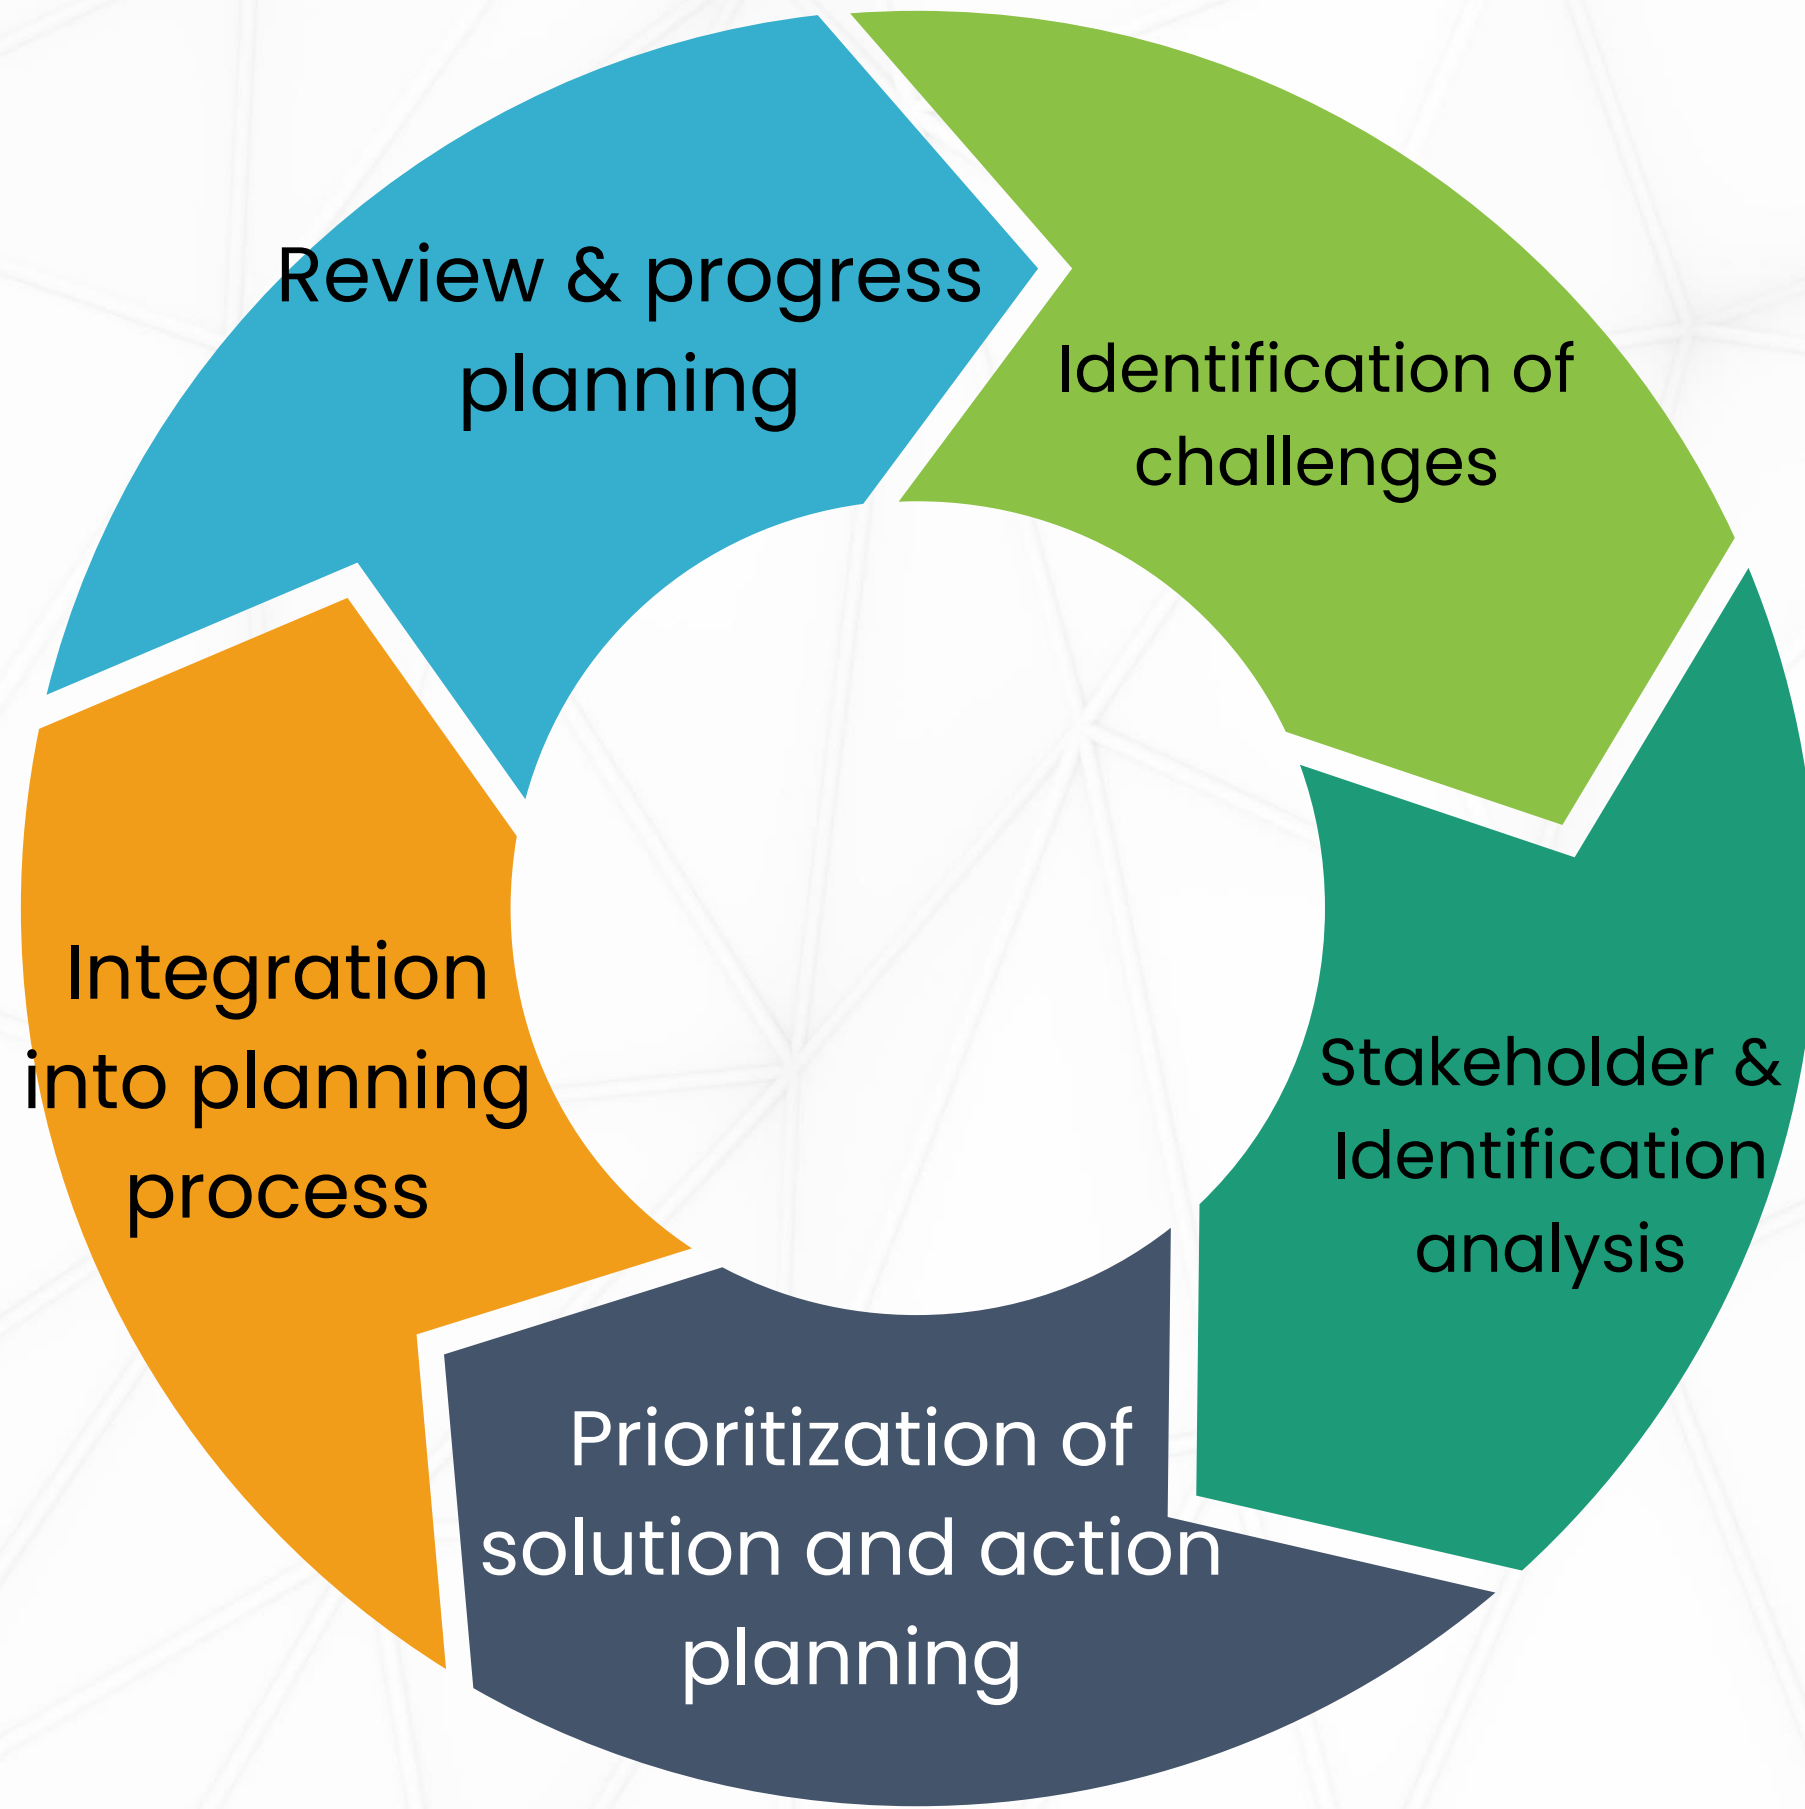 Review & progress
planning
Identification of
challenges
Stakeholder &
Identification
analysis
Prioritization of
solution and action
planning
Integration
into planning
process